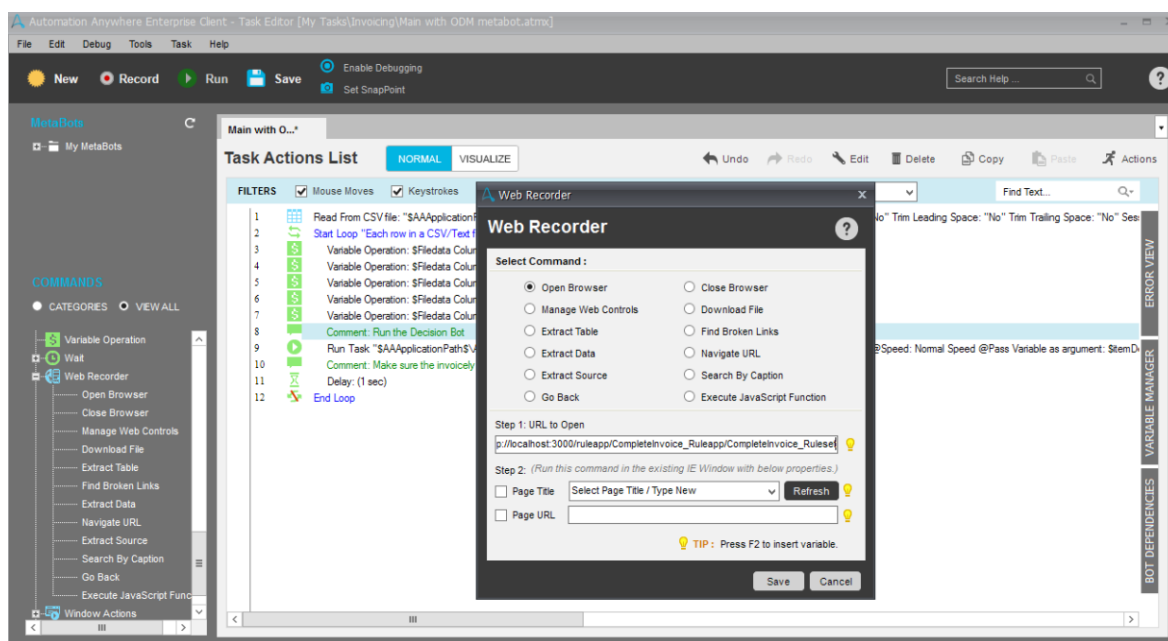 Automation Anywhere Enterprise Client - Task Editor [My Tasks\Invoicing\Main with ODM metabot.atmx]
File Edit Debug Tools Task Help
New Record Run Save Enable Debugging
Set SnapPoint
Search Help ...
MetaBots
My MetaBots
COMMANDS
CATEGORIES VIEW ALL
Variable Operation
Wait
Web Recorder
Open Browser
Close Browser
Manage Web Controls
Download File
Extract Table
Find Broken Links
Extract Data
Navigate URL
Extract Source
Search By Caption
Go Back
Execute JavaScript Func
Window Actions
Main with O...*
Task Actions List NORMAL VISUALIZE Undo Redo Edit Delete Copy Paste Actions
FILTERS Mouse Moves Keystrokes Find Text...
1 Read From CSV file: "$AAApplicationP No" Trim Leading Space: "No" Trim Trailing Space: "No" Ses
2 Start Loop "Each row in a CSV/Text f
3 Variable Operation: $Filedata Colum
4 Variable Operation: $Filedata Colum
5 Variable Operation: $Filedata Colum
6 Variable Operation: $Filedata Colum
7 Variable Operation: $Filedata Colum
8 Comment: Run the Decision Bot
9 Run Task "$AAApplicationPath$\A @Speed: Normal Speed @Pass Variable as argument: $itemD
10 Comment: Make sure the invoicely
11 Delay: (1 sec)
12 End Loop
Web Recorder x
Web Recorder ?
Select Command :
Open Browser Close Browser
Manage Web Controls Download File
Extract Table Find Broken Links
Extract Data Navigate URL
Extract Source Search By Caption
Go Back Execute JavaScript Function
Step 1: URL to Open
p://localhost:3000/ruleapp/CompleteInvoice_Ruleapp/CompleteInvoice_Ruleset
Step 2: (Run this command in the existing IE Window with below properties.)
Page Title Select Page Title / Type New Refresh
Page URL
TIP : Press F2 to insert variable.
Save Cancel
ERROR VIEW
VARIABLE MANAGER
BOT DEPENDENCIES